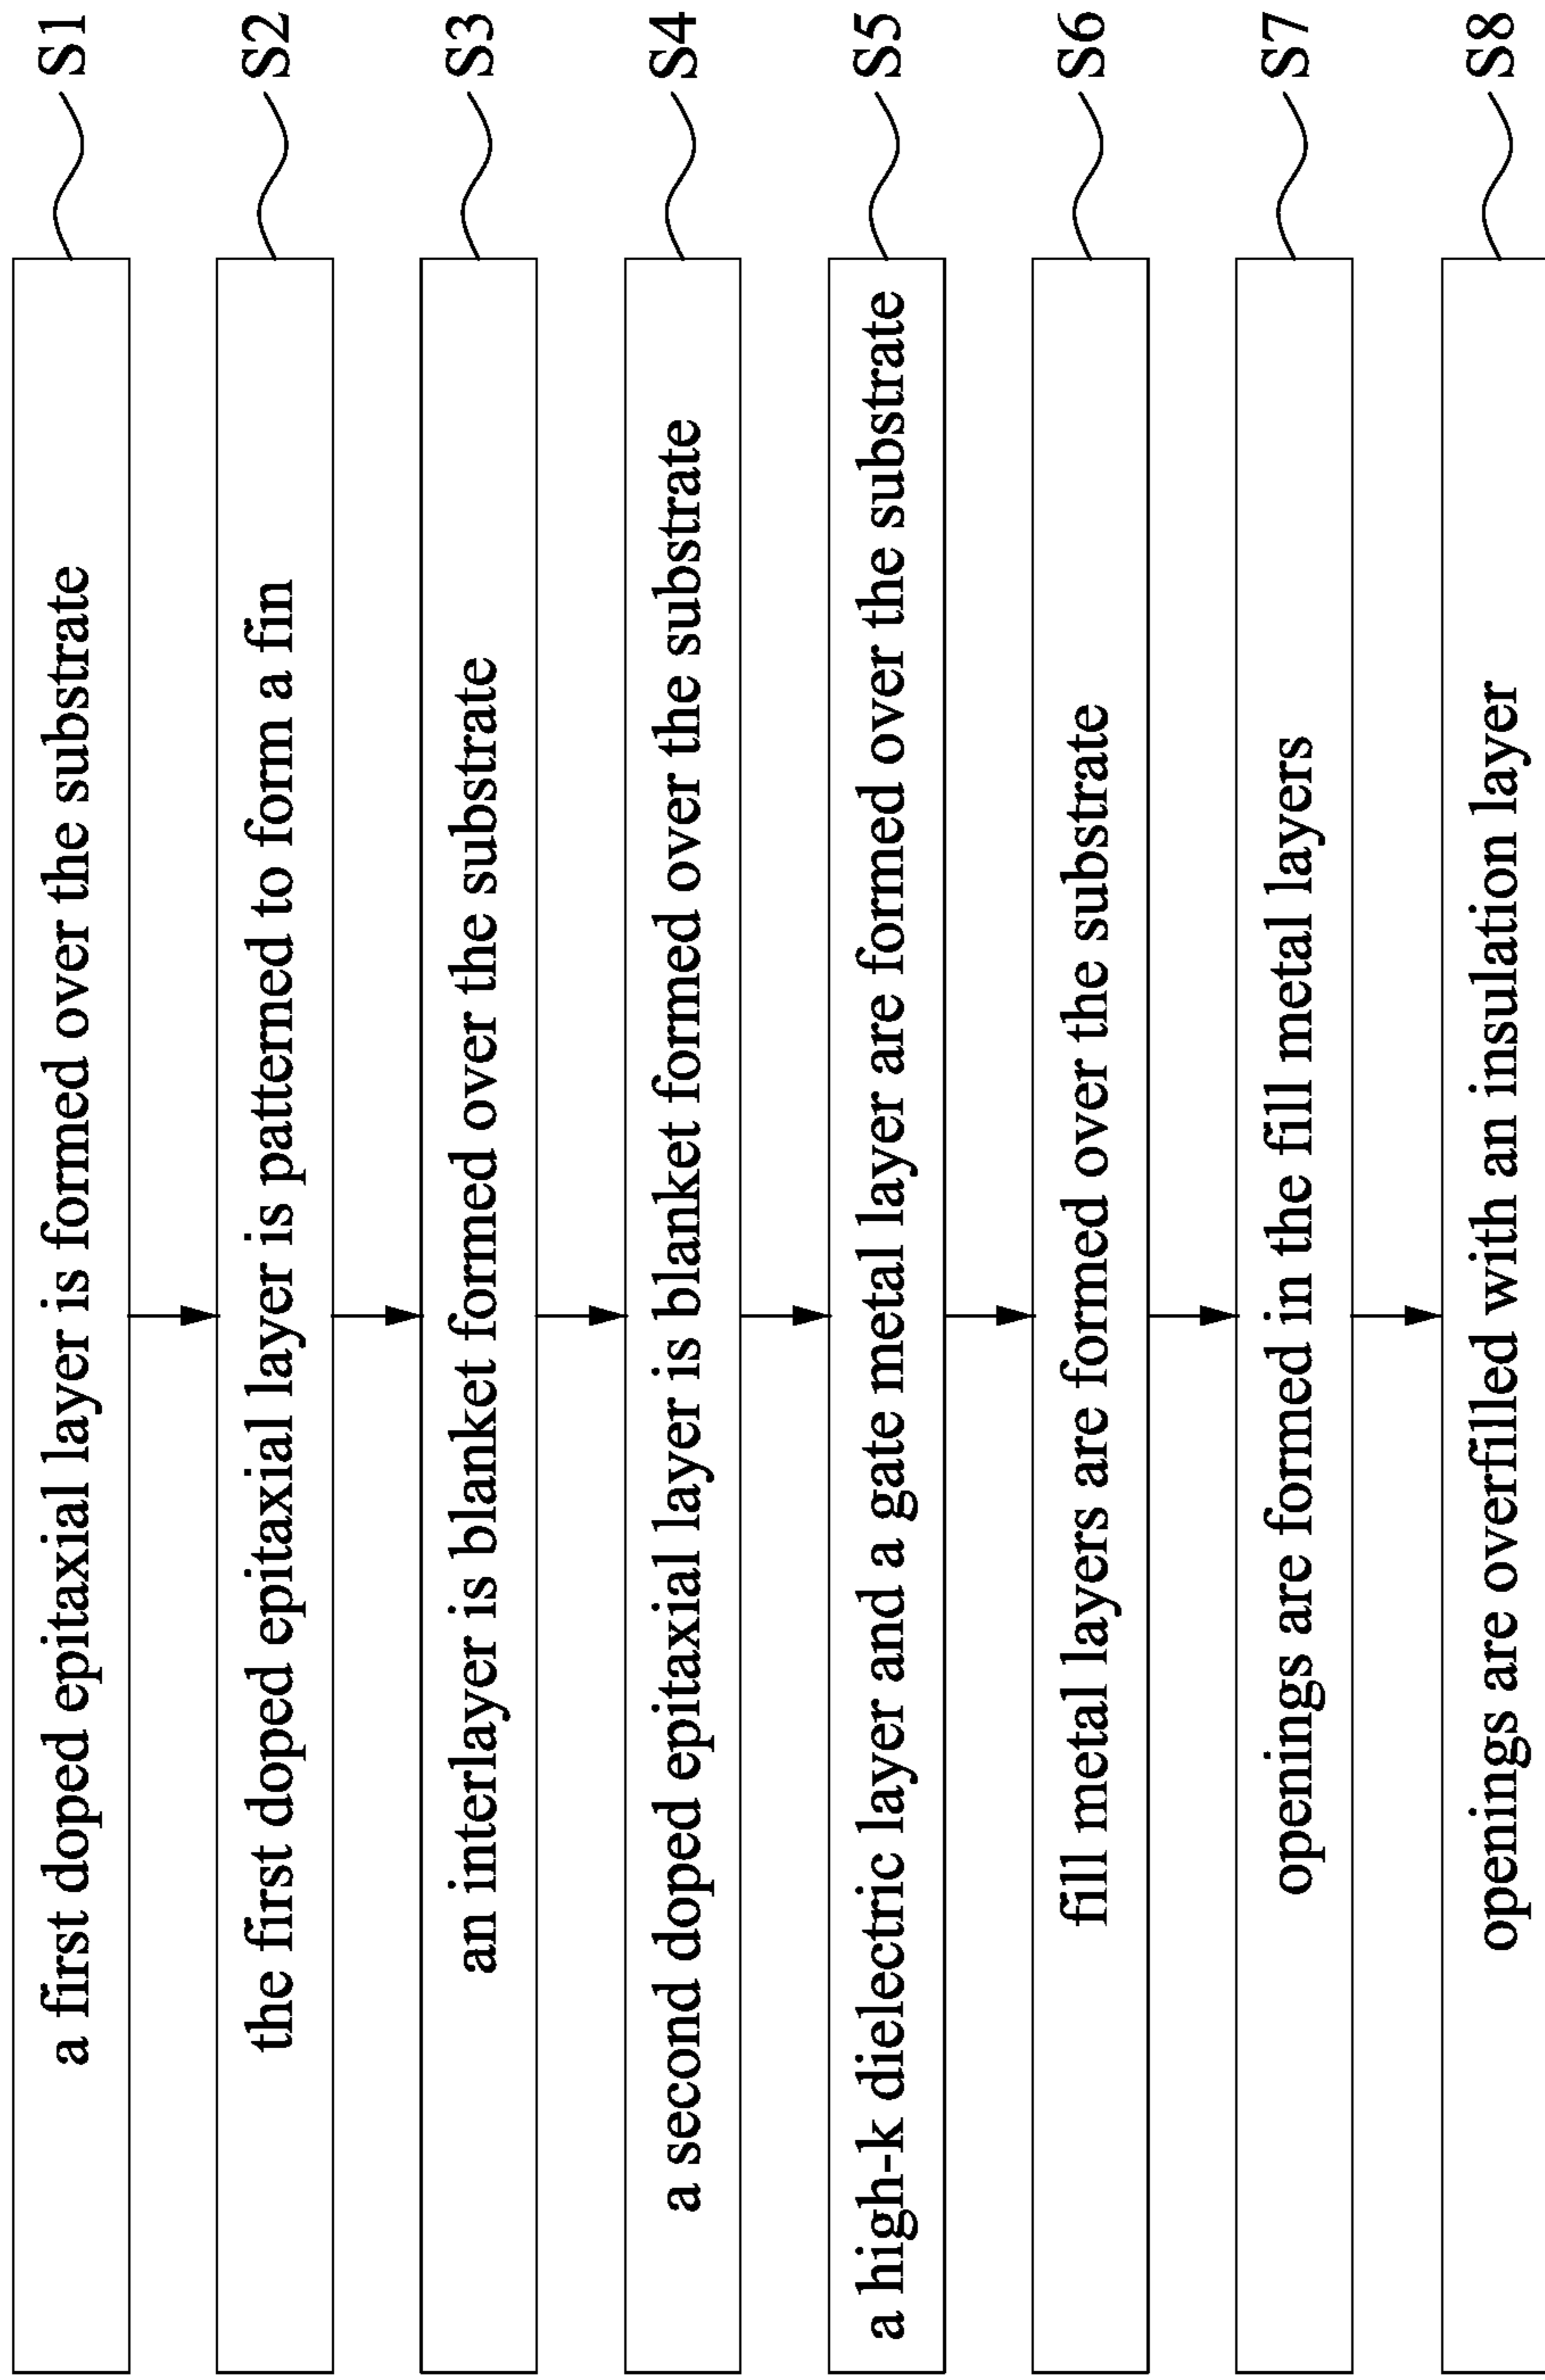 a first doped epitaxial layer is formed over the substrate S1
the first doped epitaxial layer is patterned to form a fin S2
an interlayer is blanket formed over the substrate S3
a second doped epitaxial layer is blanket formed over the substrate S4
a high-k dielectric layer and a gate metal layer are formed over the substrate S5
fill metal layers are formed over the substrate S6
openings are formed in the fill metal layers S7
openings are overfilled with an insulation layer S8